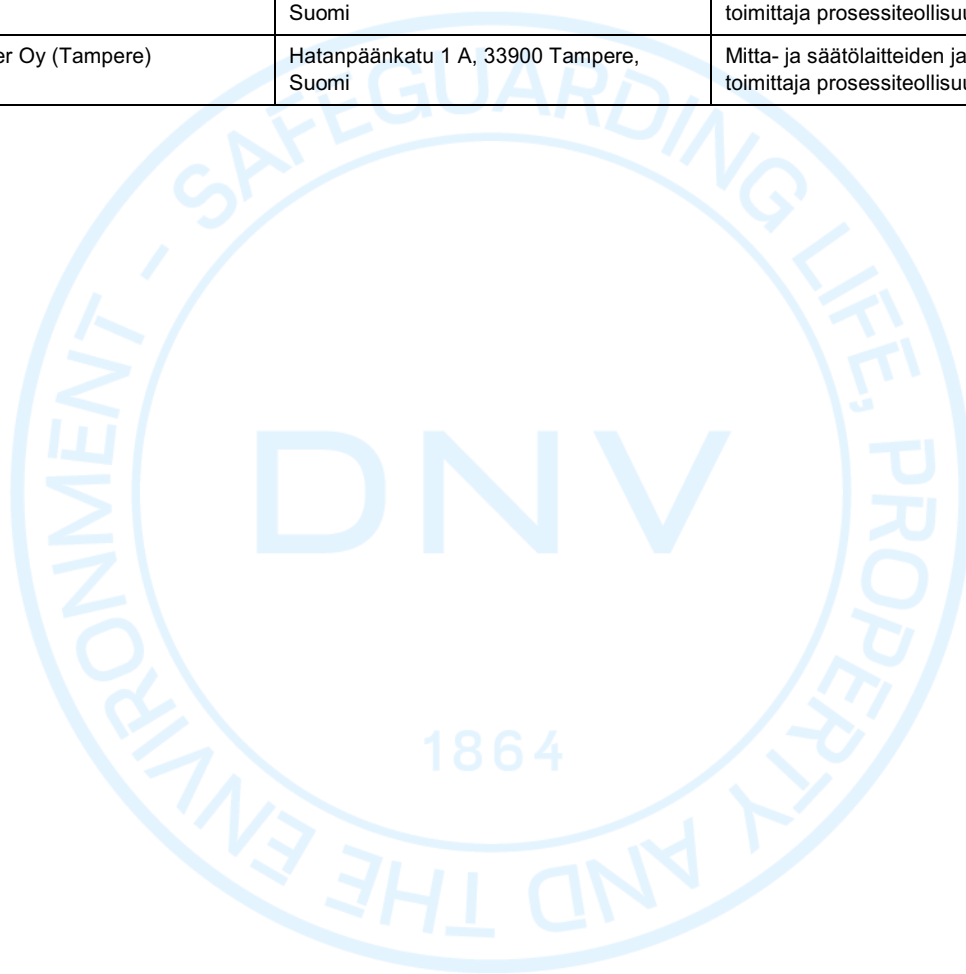 Suomi
toimittaja prosessiteollisu
er Oy (Tampere)
Hatanpäänkatu 1 A, 33900 Tampere,
Suomi
Mitta- ja säätölaitteiden ja
toimittaja prosessiteollisu
SAFEGUARDING LIFE, PROPERTY AND THE ENVIRONMENT -
DNV
1864